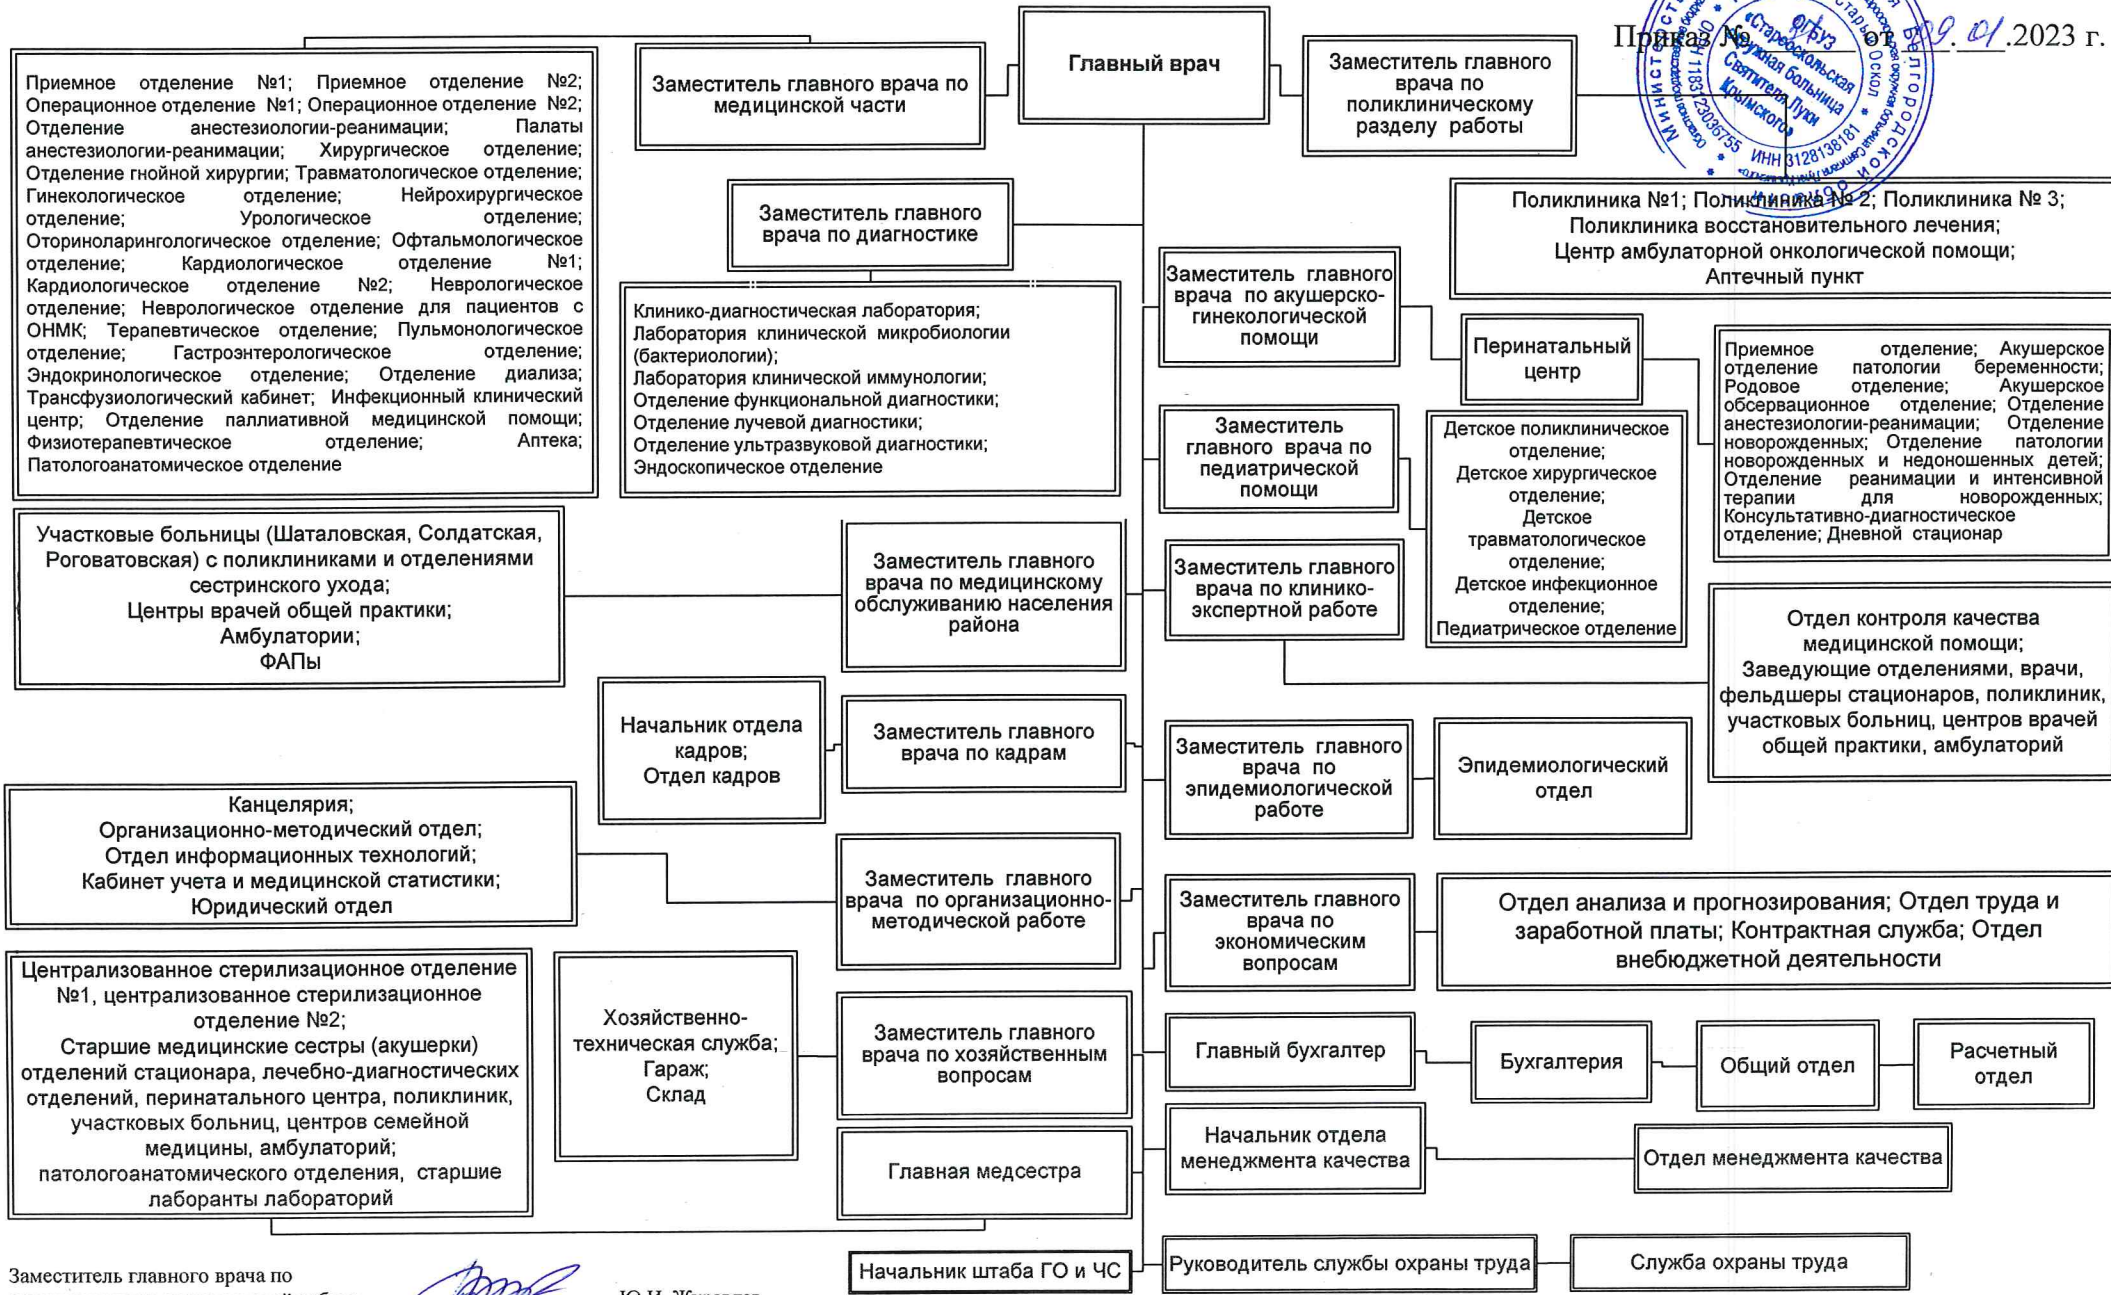 Приказ № от 09.01.2023 г.
ОГБУЗ
«Старооскольская
окружная больница
Святителя Луки
Крымского»
ИНН 3128138181
Главный врач
Заместитель главного врача по
медицинской части
Приемное отделение №1; Приемное отделение №2;
Операционное отделение №1; Операционное отделение №2;
Отделение анестезиологии-реанимации; Палаты
анестезиологии-реанимации; Хирургическое отделение;
Отделение гнойной хирургии; Травматологическое отделение;
Гинекологическое отделение; Нейрохирургическое
отделение; Урологическое отделение;
Оториноларингологическое отделение; Офтальмологическое
отделение; Кардиологическое отделение №1;
Кардиологическое отделение №2; Неврологическое
отделение; Неврологическое отделение для пациентов с
ОНМК; Терапевтическое отделение; Пульмонологическое
отделение; Гастроэнтерологическое отделение;
Эндокринологическое отделение; Отделение диализа;
Трансфузиологический кабинет; Инфекционный клинический
центр; Отделение паллиативной медицинской помощи;
Физиотерапевтическое отделение; Аптека;
Патологоанатомическое отделение
Заместитель главного
врача по
поликлиническому
разделу работы
Поликлиника №1; Поликлиника № 2; Поликлиника № 3;
Поликлиника восстановительного лечения;
Центр амбулаторной онкологической помощи;
Аптечный пункт
Заместитель главного
врача по диагностике
Клинико-диагностическая лаборатория;
Лаборатория клинической микробиологии
(бактериологии);
Лаборатория клинической иммунологии;
Отделение функциональной диагностики;
Отделение лучевой диагностики;
Отделение ультразвуковой диагностики;
Эндоскопическое отделение
Заместитель главного
врача по акушерско-
гинекологической
помощи
Перинатальный
центр
Приемное отделение; Акушерское
отделение патологии беременности;
Родовое отделение; Акушерское
обсервационное отделение; Отделение
анестезиологии-реанимации; Отделение
новорожденных; Отделение патологии
новорожденных и недоношенных детей;
Отделение реанимации и интенсивной
терапии для новорожденных;
Консультативно-диагностическое
отделение; Дневной стационар
Заместитель
главного врача по
педиатрической
помощи
Детское поликлиническое
отделение;
Детское хирургическое
отделение;
Детское
травматологическое
отделение;
Детское инфекционное
отделение;
Педиатрическое отделение
Участковые больницы (Шаталовская, Солдатская,
Роговатовская) с поликлиниками и отделениями
сестринского ухода;
Центры врачей общей практики;
Амбулатории;
ФАПы
Заместитель главного
врача по медицинскому
обслуживанию населения
района
Заместитель главного
врача по клинико-
экспертной работе
Отдел контроля качества
медицинской помощи;
Заведующие отделениями, врачи,
фельдшеры стационаров, поликлиник,
участковых больниц, центров врачей
общей практики, амбулаторий
Начальник отдела
кадров;
Отдел кадров
Заместитель главного
врача по кадрам
Заместитель главного
врача по
эпидемиологической
работе
Эпидемиологический
отдел
Канцелярия;
Организационно-методический отдел;
Отдел информационных технологий;
Кабинет учета и медицинской статистики;
Юридический отдел
Заместитель главного
врача по организационно-
методической работе
Заместитель главного
врача по
экономическим
вопросам
Отдел анализа и прогнозирования; Отдел труда и
заработной платы; Контрактная служба; Отдел
внебюджетной деятельности
Централизованное стерилизационное отделение
№1, централизованное стерилизационное
отделение №2;
Старшие медицинские сестры (акушерки)
отделений стационара, лечебно-диагностических
отделений, перинатального центра, поликлиник,
участковых больниц, центров семейной
медицины, амбулаторий;
патологоанатомического отделения, старшие
лаборанты лабораторий
Хозяйственно-
техническая служба;
Гараж;
Склад
Заместитель главного
врача по хозяйственным
вопросам
Главный бухгалтер
Бухгалтерия
Общий отдел
Расчетный
отдел
Главная медсестра
Начальник отдела
менеджмента качества
Отдел менеджмента качества
Начальник штаба ГО и ЧС
Руководитель службы охраны труда
Служба охраны труда
Заместитель главного врача по